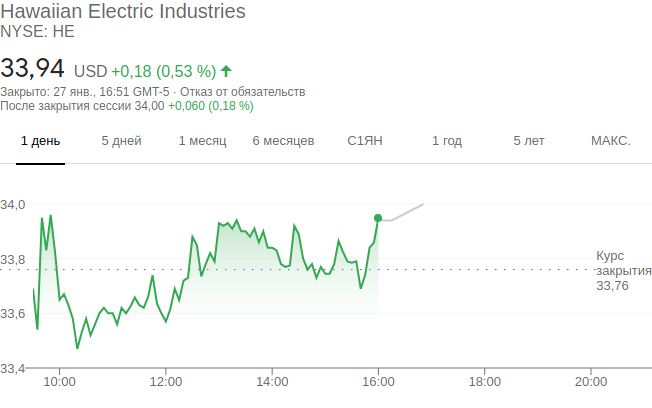 Hawaiian Electric Industries
NYSE: HE
33,94 USD +0,18 (0,53 %)
Закрыто: 27 янв., 16:51 GMT-5 · Отказ от обязательств
После закрытия сессии 34,00 +0,060 (0,18 %)
1 день 5 дней 1 месяц 6 месяцев С1ЯН 1 год 5 лет МАКС.
34,0
33,8
Курс
закрытия
33,76
33,6
33,4
10:00 12:00 14:00 16:00 18:00 20:00